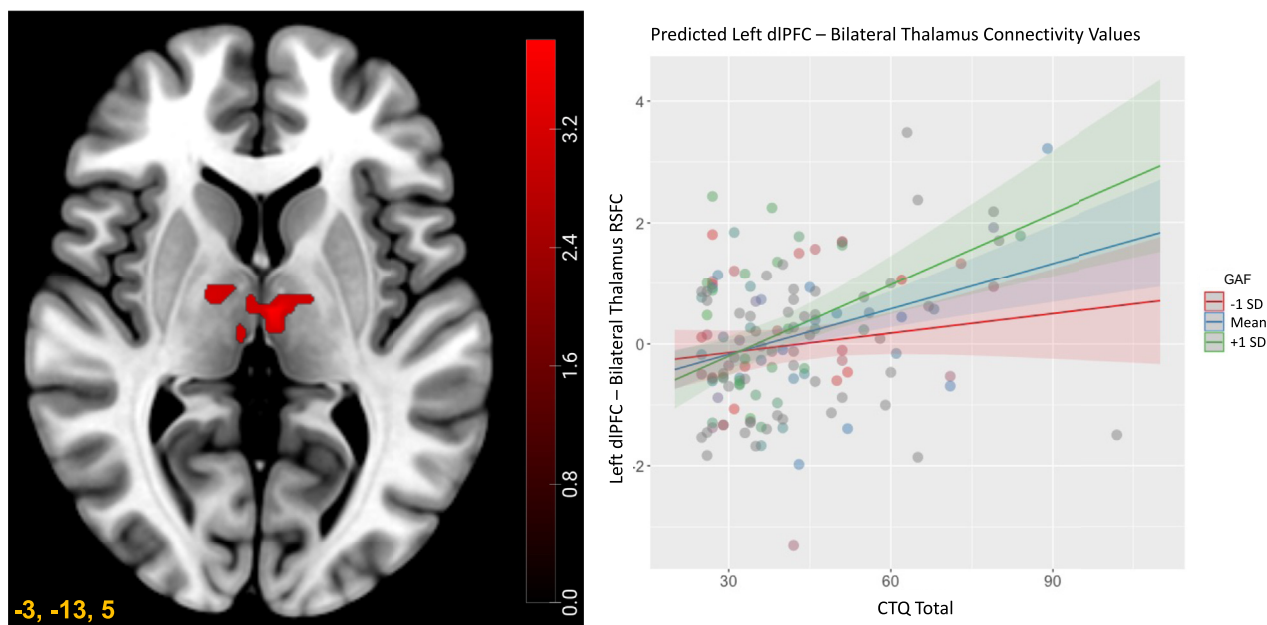 -3, -13, 5
3.2
2.4
1.6
0.8
0.0
Predicted Left dlPFC – Bilateral Thalamus Connectivity Values
Left dlPFC – Bilateral Thalamus RSFC
4
2
0
-2
30 60 90
CTQ Total
GAF
-1 SD
Mean
+1 SD